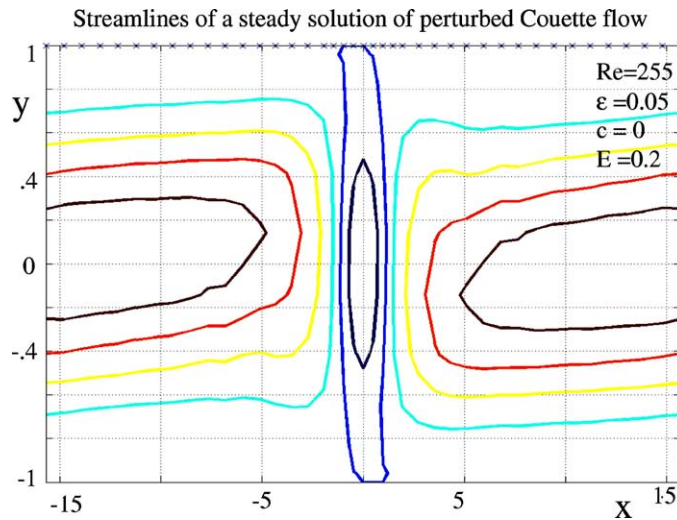 Streamlines of a steady solution of perturbed Couette flow
1
Re=255
y
ε =0.05
c = 0
.4
E =0.2
0
-.4
-1
-15
-5
5
x
15